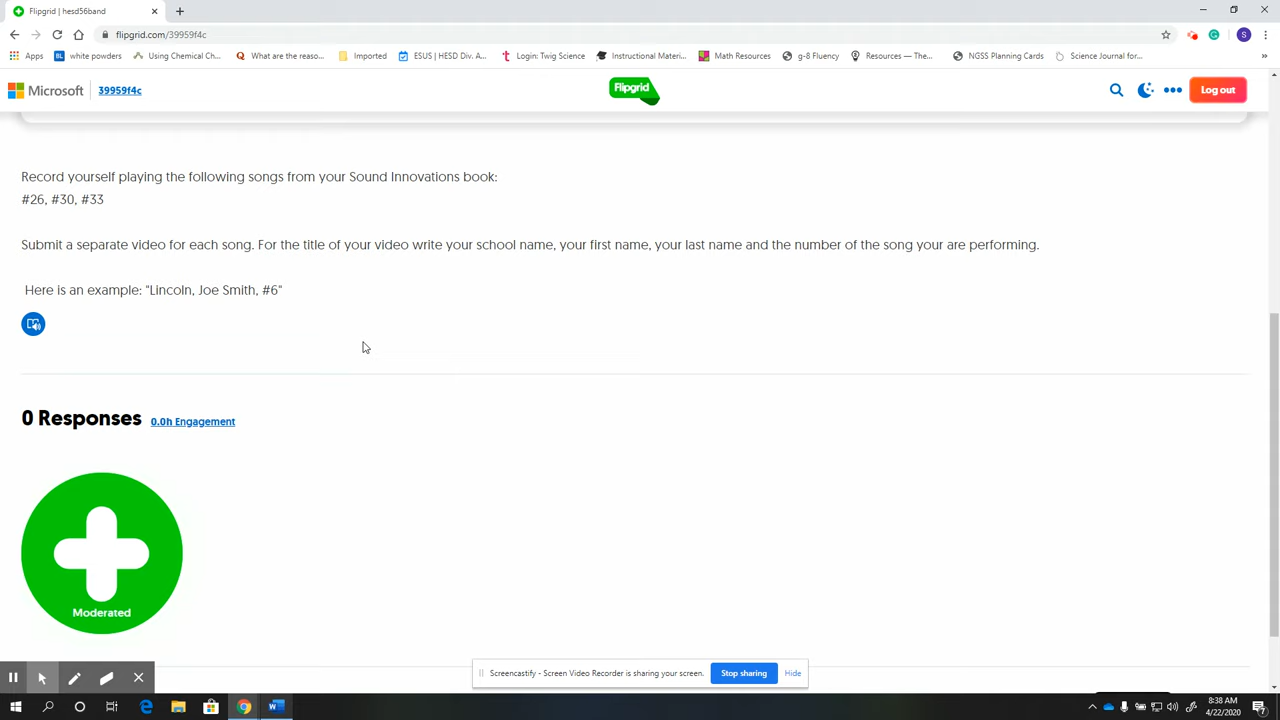 Flipgrid | hesd56band
flipgrid.com/39959f4c
Apps
BL white powders
Using Chemical Ch...
What are the reaso...
Imported
ESUS | HESD Div. A...
Login: Twig Science
Instructional Materi...
Math Resources
g-8 Fluency
Resources — The...
NGSS Planning Cards
Science Journal for...
Microsoft
39959f4c
Flipgrid
Log out
Record yourself playing the following songs from your Sound Innovations book:
#26, #30, #33
Submit a separate video for each song. For the title of your video write your school name, your first name, your last name and the number of the song your are performing.
Here is an example: "Lincoln, Joe Smith, #6"
0 Responses
0.0h Engagement
Moderated
Screencastify - Screen Video Recorder is sharing your screen.
Stop sharing
Hide
8:38 AM
4/22/2020